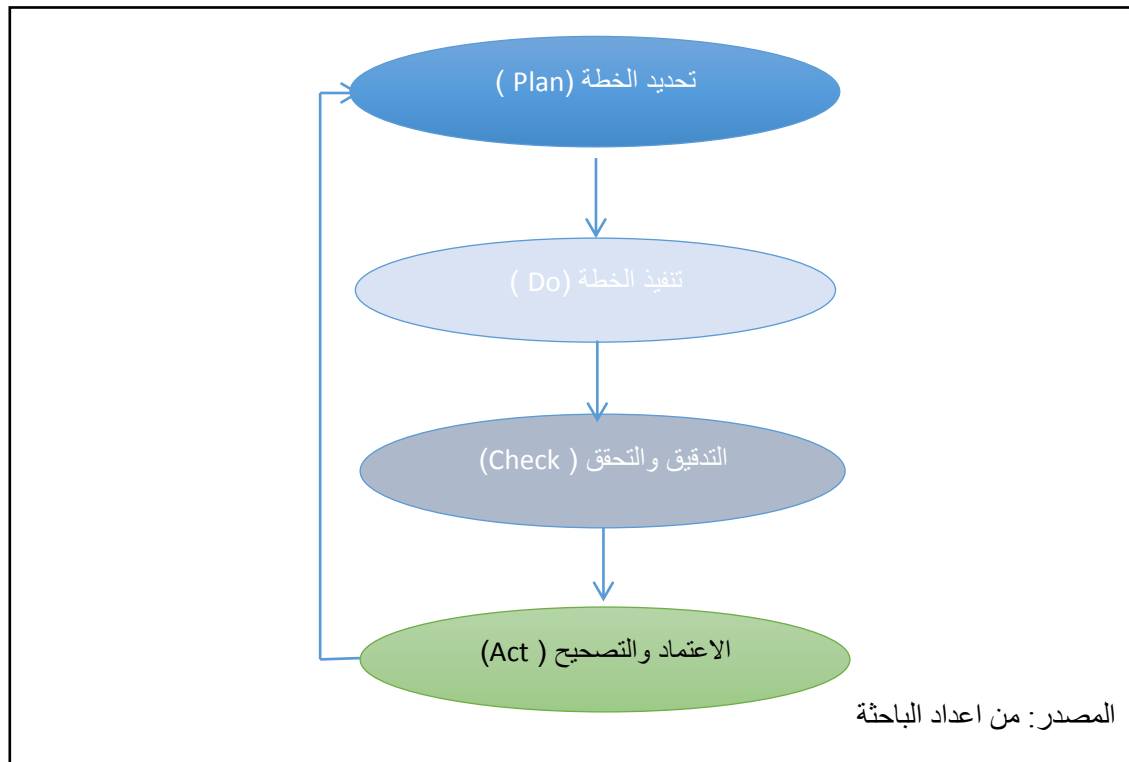 تحديد الخطة (Plan )
تنفيذ الخطة (Do )
التدقيق والتحقق ( Check)
الاعتماد والتصحيح ( Act)
المصدر: من اعداد الباحثة